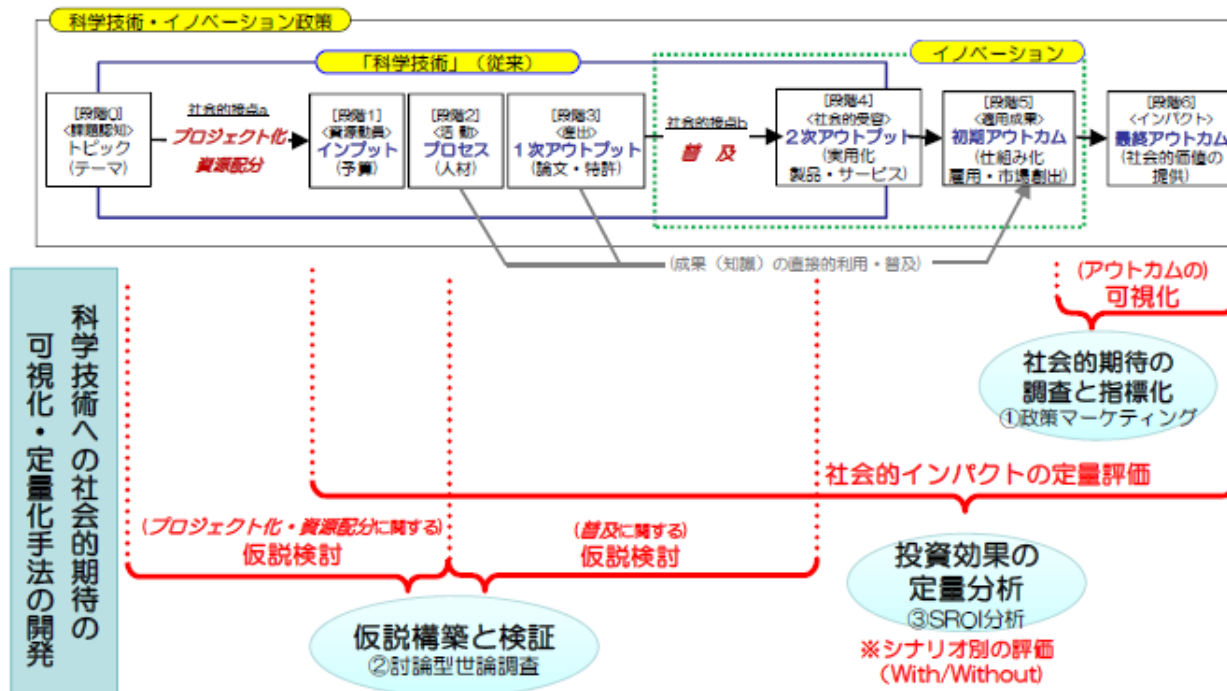 科学技術・イノベーション政策
「科学技術」(従来)
イノベーション
[段階0]
<課題認知>
トピック
(テーマ)
社会的接点a
プロジェクト化
資源配分
[段階1]
<資源動員>
インプット
(予算)
[段階2]
<活 動>
プロセス
(人材)
[段階3]
<産出>
1次アウトプット
(論文・特許)
社会的接点b
普 及
[段階4]
<社会的受容>
2次アウトプット
(実用化
製品・サービス)
[段階5]
<適用成果>
初期アウトカム
(仕組み化
雇用・市場創出)
[段階6]
<インパクト>
最終アウトカム
(社会的価値の
提供)
(成果(知識)の直接的利用・普及)
科学技術への社会的期待の
可視化・定量化手法の開発
(アウトカムの)
可視化
社会的期待の
調査と指標化
①政策マーケティング
社会的インパクトの定量評価
(プロジェクト化・資源配分に関する)
仮説検討
(普及に関する)
仮説検討
投資効果の
定量分析
③SROI分析
※シナリオ別の評価
(With/Without)
仮説構築と検証
②討論型世論調査